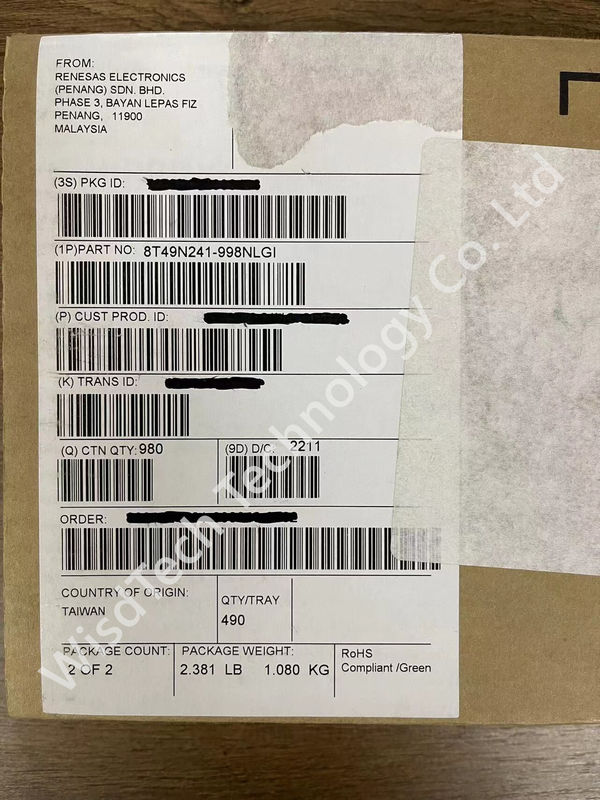 FROM:
RENESAS ELECTRONICS
(PENANG) SDN. BHD.
PHASE 3, BAYAN LEPAS FIZ
PENANG, 11900
MALAYSIA
(3S) PKG ID:
(1P)PART NO: 8T49N241-998NLGI
(P) CUST PROD. ID:
(K) TRANS ID:
(Q) CTN QTY: 980
(9D) D/C: 2211
ORDER:
COUNTRY OF ORIGIN:
TAIWAN
QTY/TRAY
490
PACKAGE COUNT:
2 OF 2
PACKAGE WEIGHT:
2.381 LB 1.080 KG
RoHS
Compliant /Green
WisdTech Technology Co. Ltd